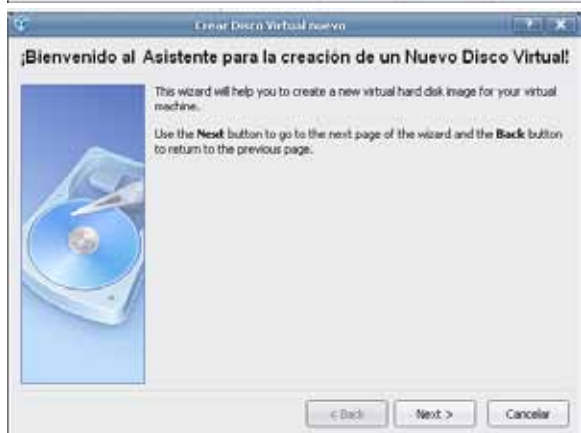 Crear Disco Virtual nuevo
¡Bienvenido al Asistente para la creación de un Nuevo Disco Virtual!
This wizard will help you to create a new virtual hard disk image for your virtual
machine.
Use the Next button to go to the next page of the wizard and the Back button
to return to the previous page.
< Back
Next >
Cancelar